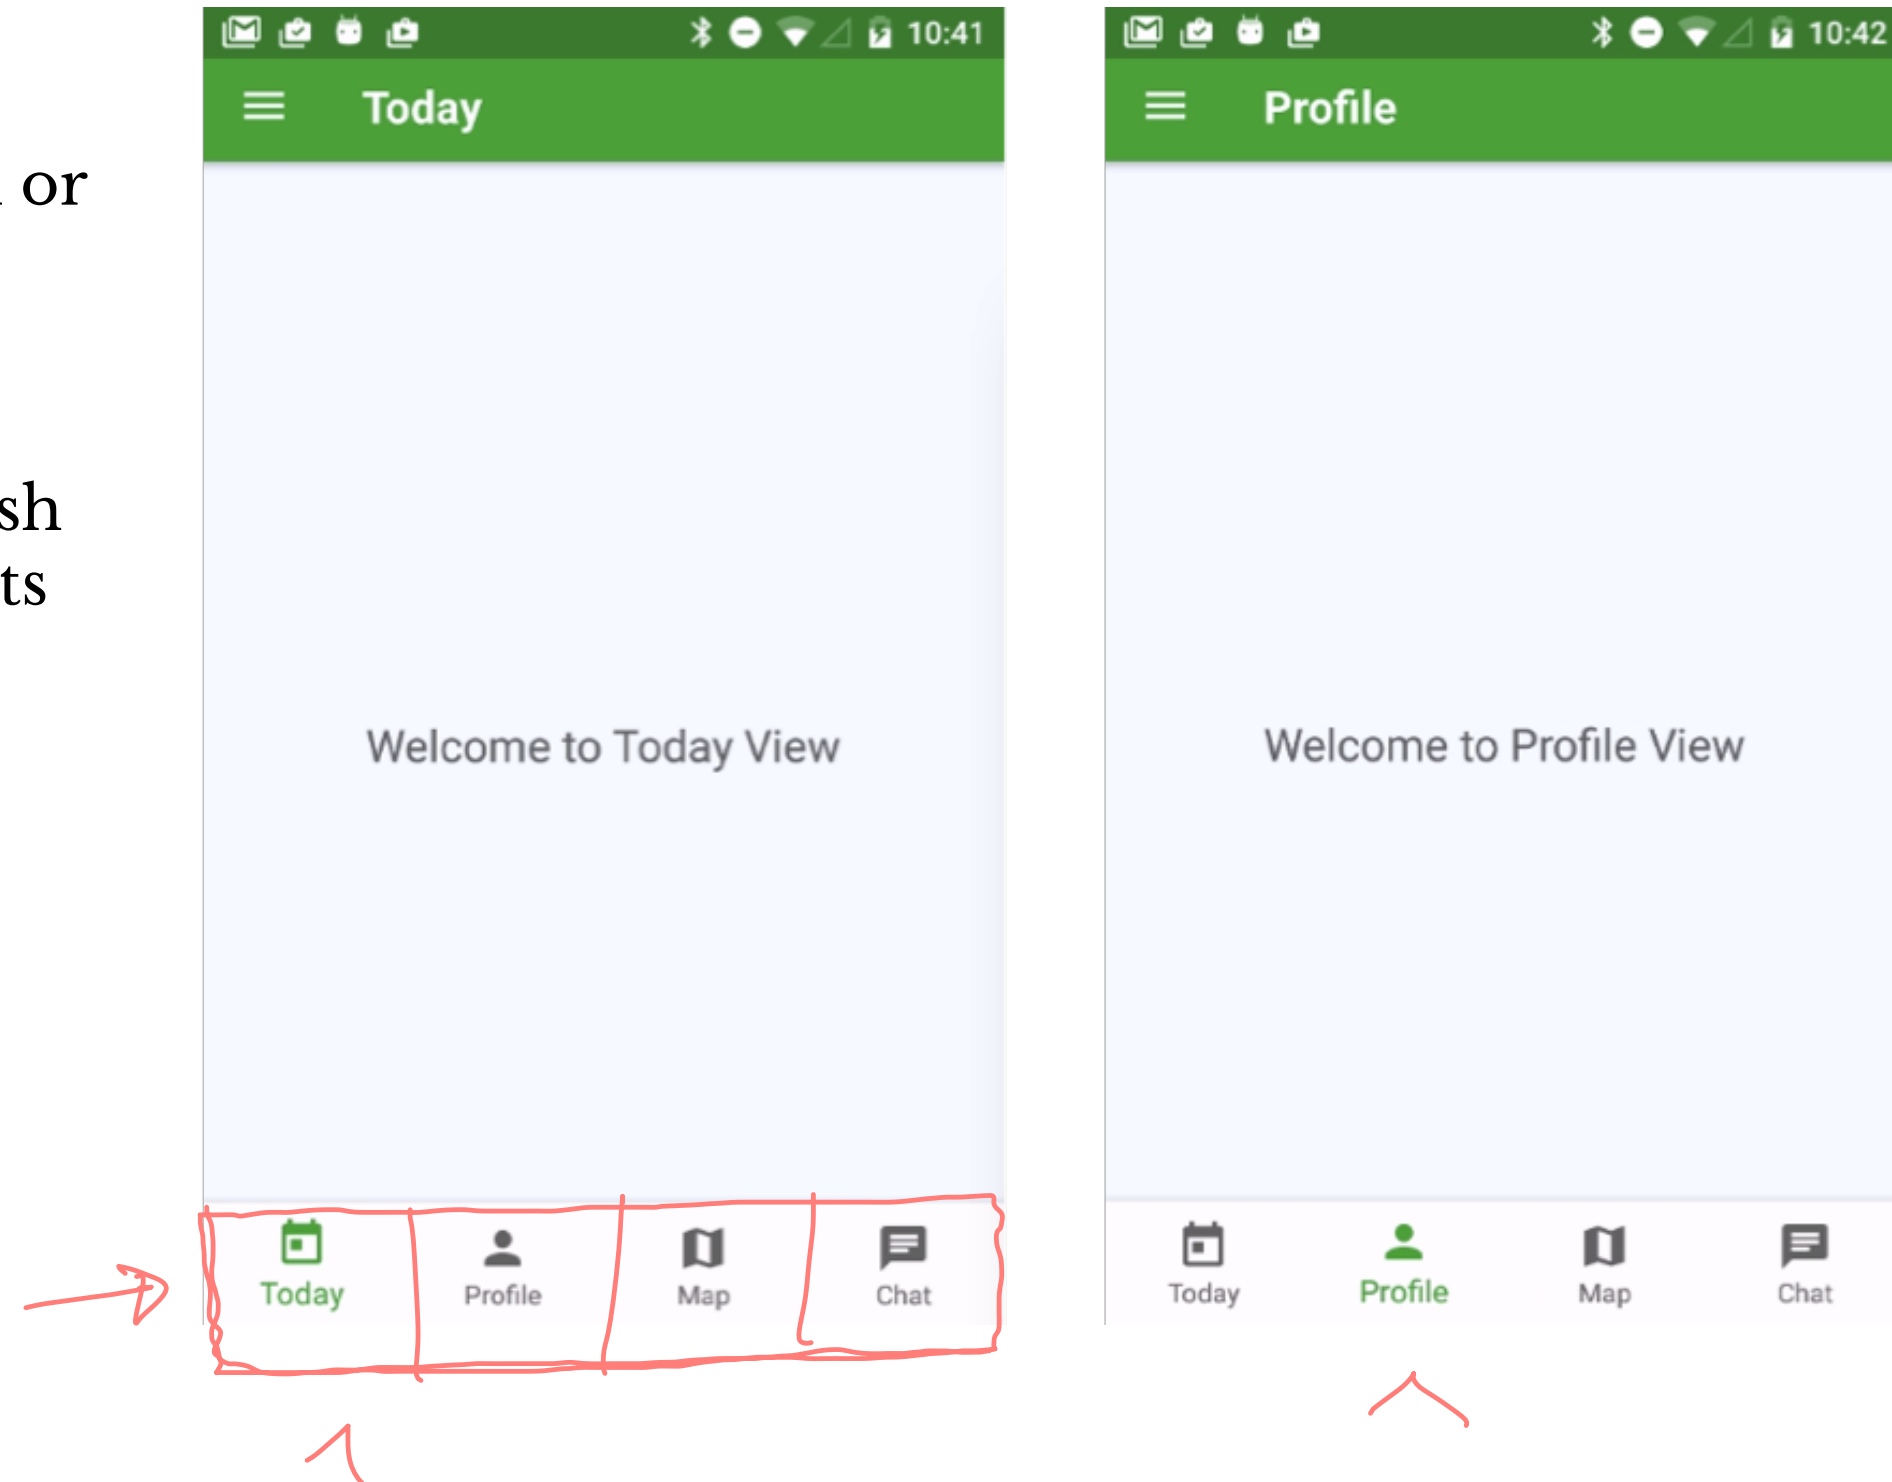 or
sh
ts
10:41
Today
Welcome to Today View
Today Profile Map Chat
10:42
Profile
Welcome to Profile View
Today Profile Map Chat